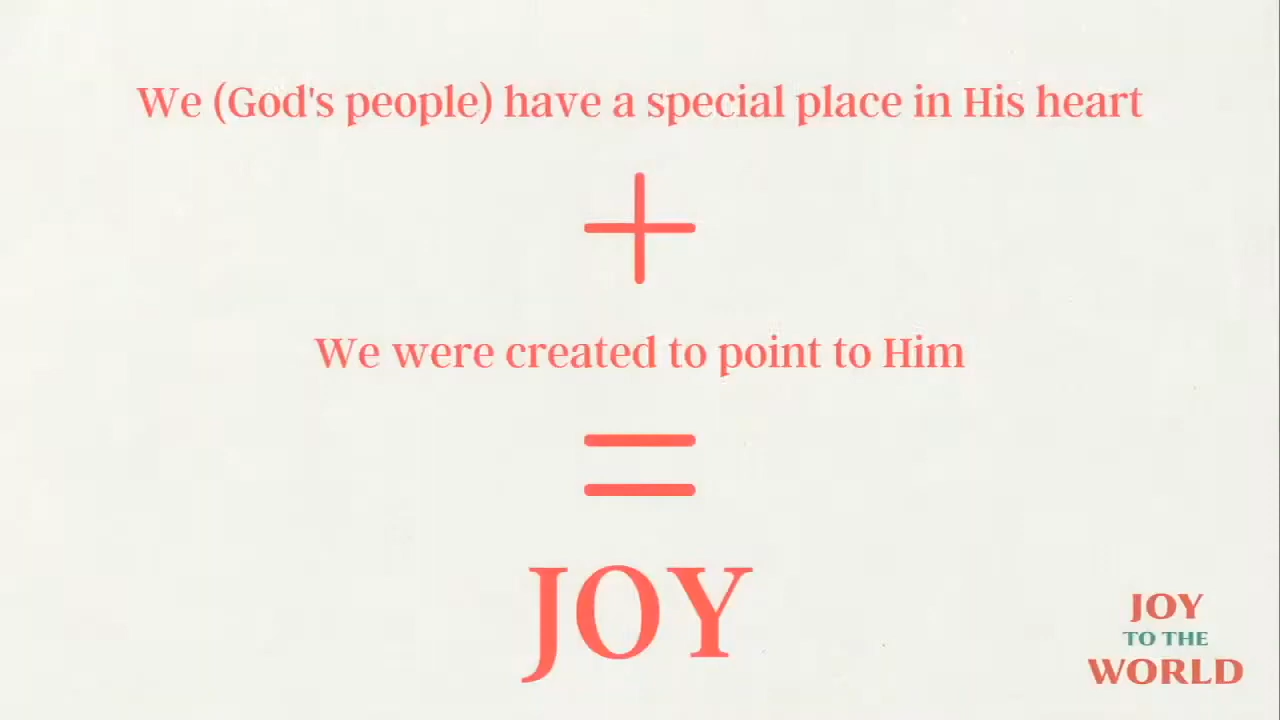 We (God's people) have a special place in His heart
+
We were created to point to Him
=
JOY
JOY
TO THE
WORLD